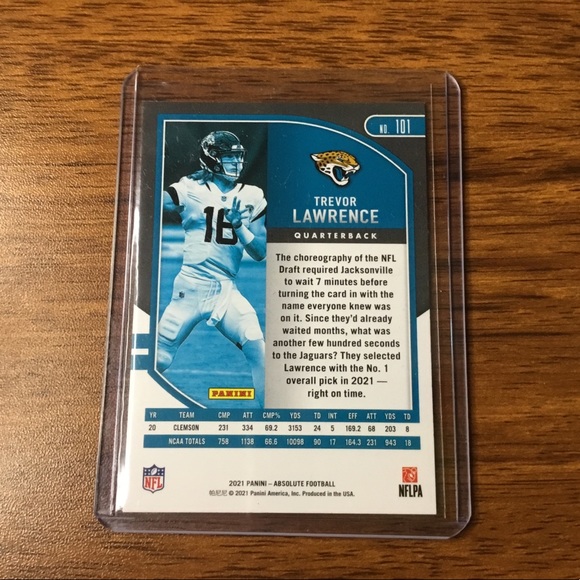 NO. 101
16
TREVOR
LAWRENCE
QUARTERBACK
The choreography of the NFL
Draft required Jacksonville
to wait 7 minutes before
turning the card in with the
name everyone knew was
on it. Since they'd already
waited months, what was
another few hundred seconds
to the Jaguars? They selected
Lawrence with the No. 1
overall pick in 2021 —
right on time.
PANINI
YR TEAM CMP ATT CMP% YDS TD INT EFF ATT YDS TD
20 CLEMSON 231 334 69.2 3153 24 5 169.2 68 203 8
NCAA TOTALS 758 1138 66.6 10098 90 17 164.3 231 943 18
NFL
2021 PANINI – ABSOLUTE FOOTBALL
帕尼尼 © 2021 Panini America, Inc. Produced in the USA.
NFLPA